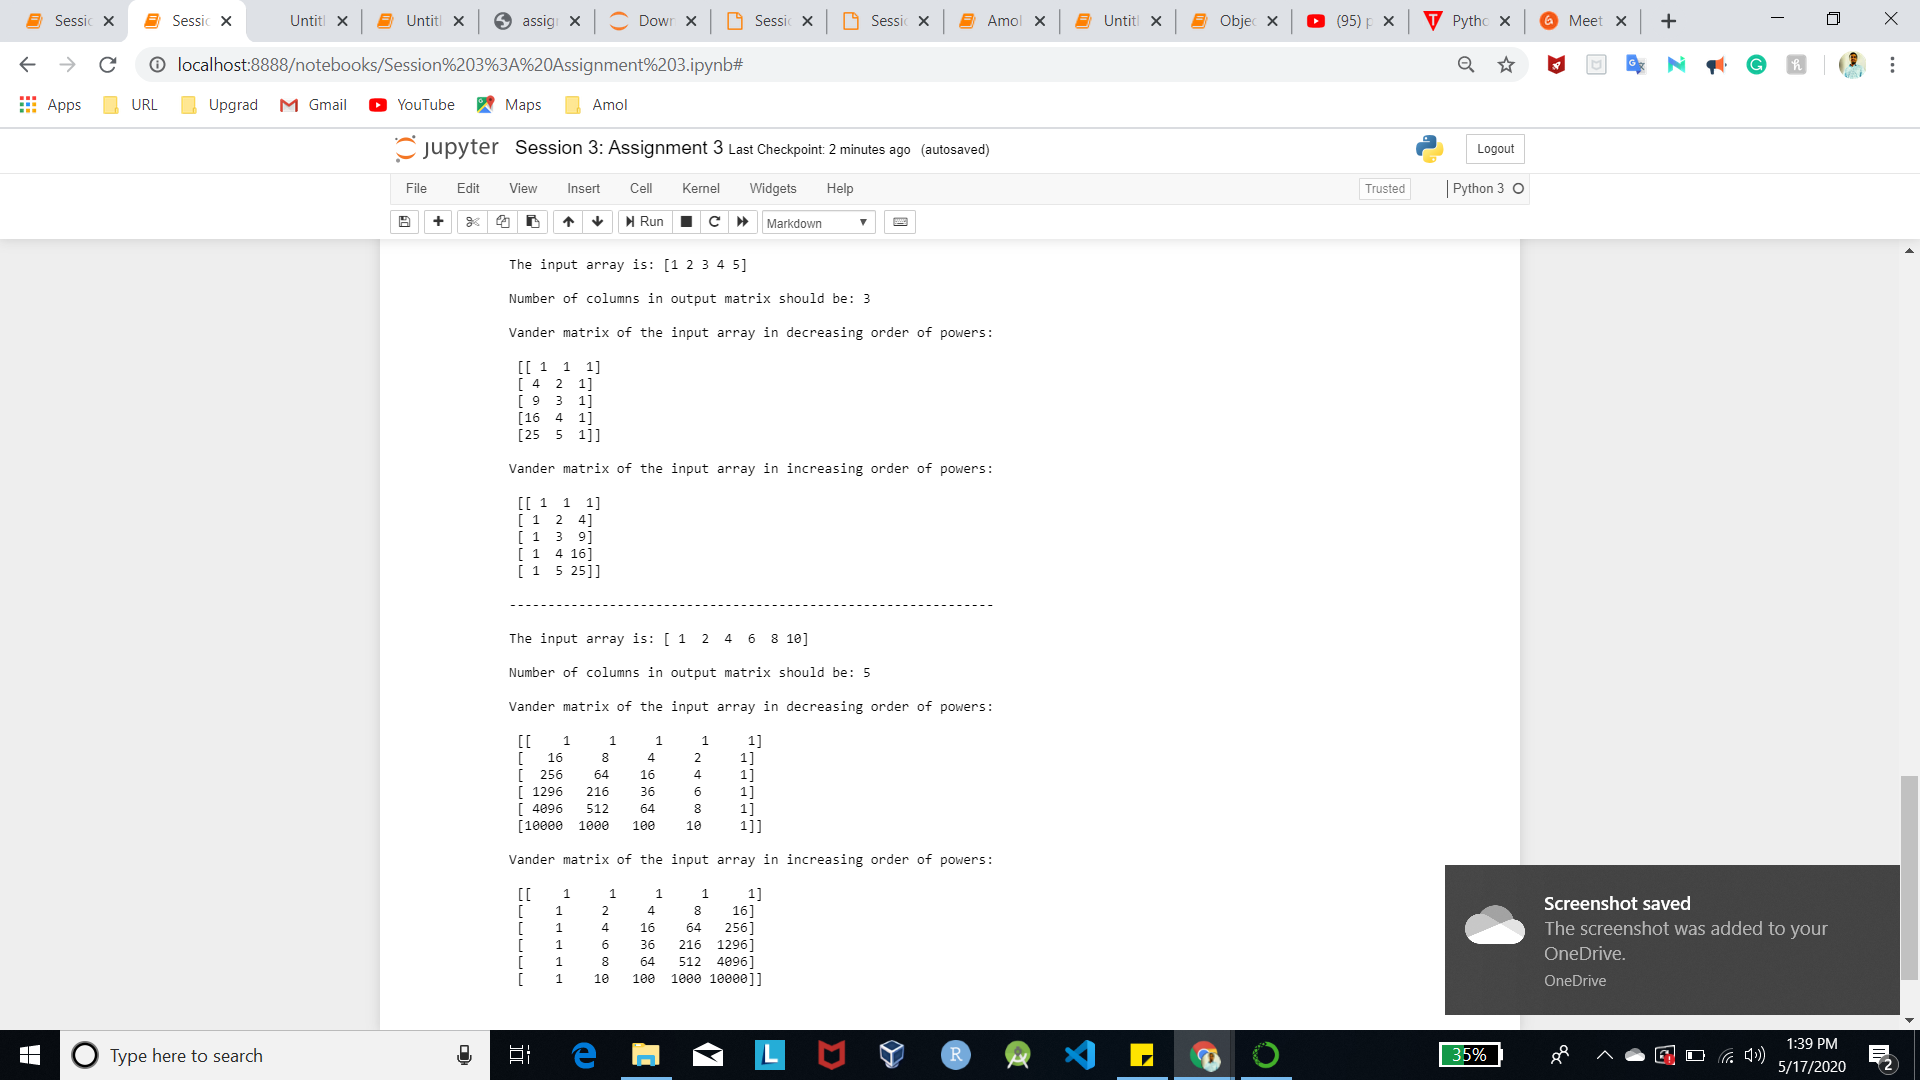 Sessic
Sessic
Untitl
Untitl
assig
Down
Sessic
Sessic
Amol
Untitl
Objec
(95) p
Pytho
Meet
localhost:8888/notebooks/Session%203%3A%20Assignment%203.ipynb#
Apps URL Upgrad Gmail YouTube Maps Amol
jupyter Session 3: Assignment 3 Last Checkpoint: 2 minutes ago (autosaved) Logout
File Edit View Insert Cell Kernel Widgets Help Trusted Python 3
Run Markdown
The input array is: [1 2 3 4 5]
Number of columns in output matrix should be: 3
Vander matrix of the input array in decreasing order of powers:
[[ 1  1  1]
[ 4  2  1]
[ 9  3  1]
[16  4  1]
[25  5  1]]
Vander matrix of the input array in increasing order of powers:
[[ 1  1  1]
[ 1  2  4]
[ 1  3  9]
[ 1  4 16]
[ 1  5 25]]
---------------------------------------------------------------
The input array is: [ 1  2  4  6  8 10]
Number of columns in output matrix should be: 5
Vander matrix of the input array in decreasing order of powers:
[[    1     1     1     1     1]
[   16     8     4     2     1]
[  256    64    16     4     1]
[ 1296   216    36     6     1]
[ 4096   512    64     8     1]
[10000  1000   100    10     1]]
Vander matrix of the input array in increasing order of powers:
[[    1     1     1     1     1]
[    1     2     4     8    16]
[    1     4    16    64   256]
[    1     6    36   216  1296]
[    1     8    64   512  4096]
[    1    10   100  1000 10000]]
Screenshot saved
The screenshot was added to your
OneDrive.
OneDrive
Type here to search
35%
1:39 PM
5/17/2020
2